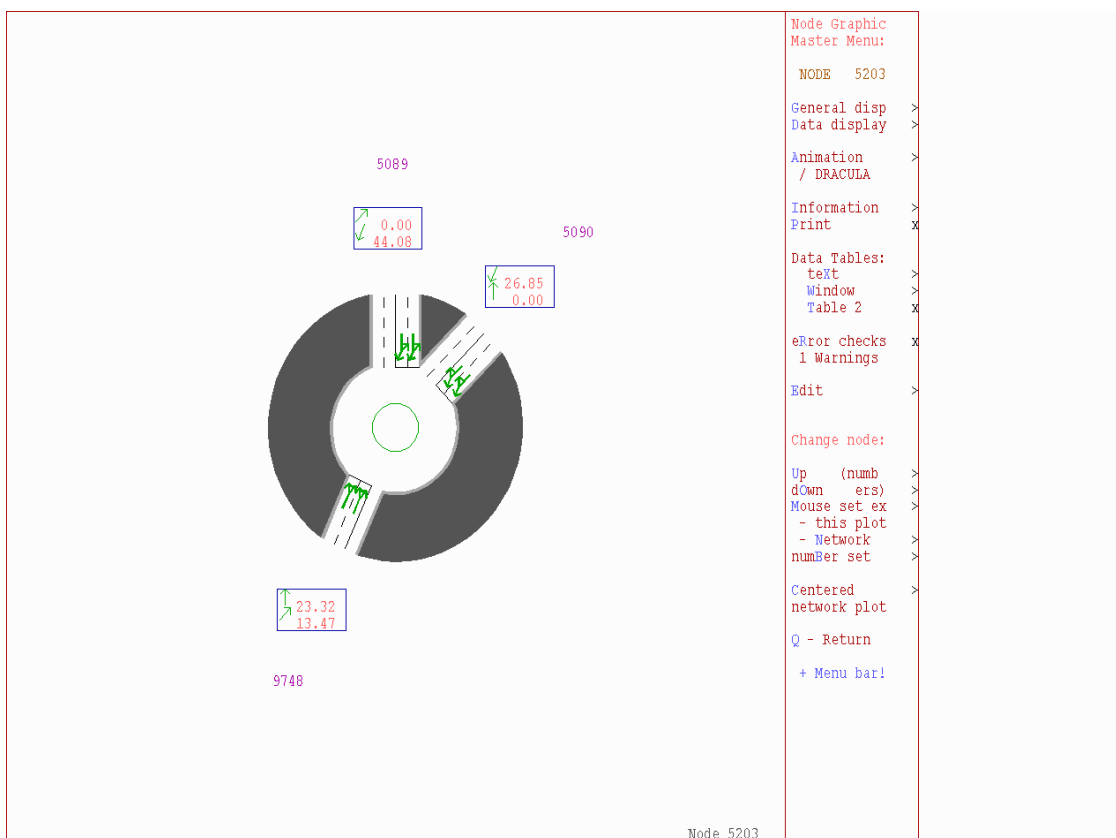 5089
0.00
44.08
5090
26.85
0.00
23.32
13.47
9748
Node 5203
Node Graphic
Master Menu:
NODE 5203
General disp >
Data display >
Animation >
/ DRACULA
Information >
Print x
Data Tables:
teXt >
Window >
Table 2 x
eRror checks x
1 Warnings
Edit >
Change node:
Up (numb >
dOwn ers) >
Mouse set ex >
- this plot
- Network >
numBer set >
Centered >
network plot
Q - Return
+ Menu bar!